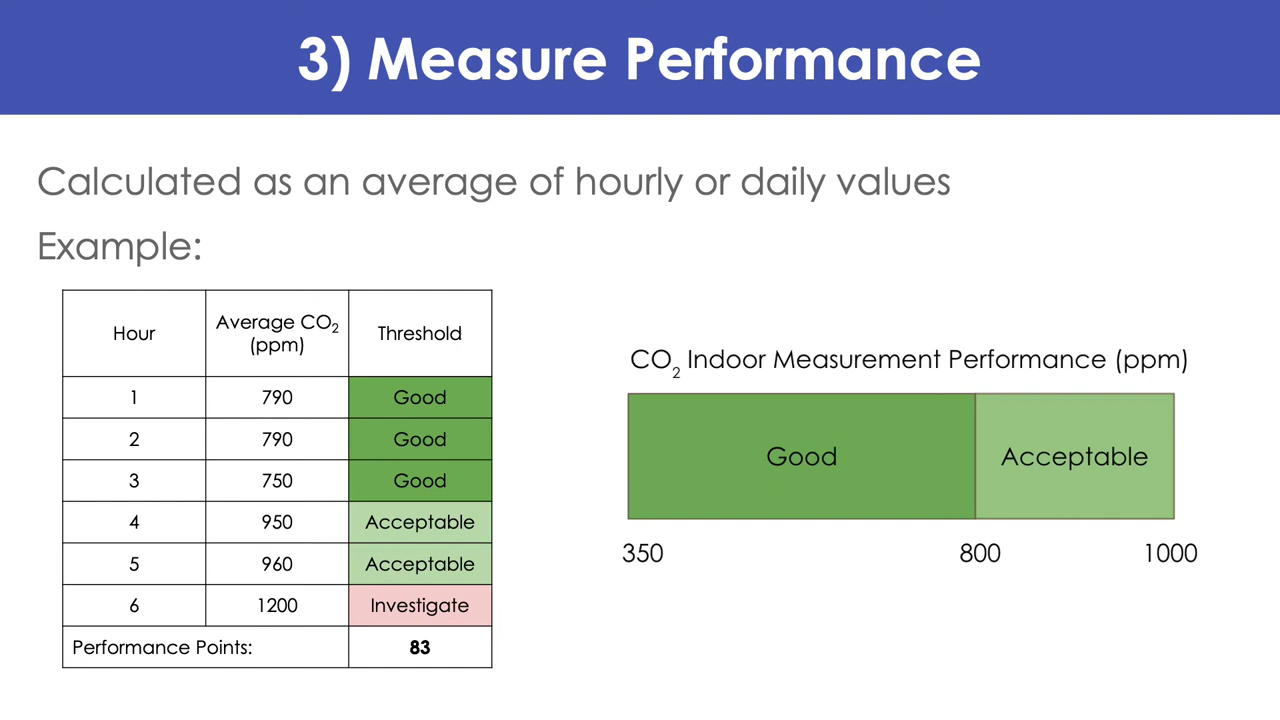 3) Measure Performance
Calculated as an average of hourly or daily values
Example:
Hour Average CO₂ (ppm) Threshold
1 790 Good
2 790 Good
3 750 Good
4 950 Acceptable
5 960 Acceptable
6 1200 Investigate
Performance Points: 83
CO₂ Indoor Measurement Performance (ppm)
Good Acceptable
350 800 1000